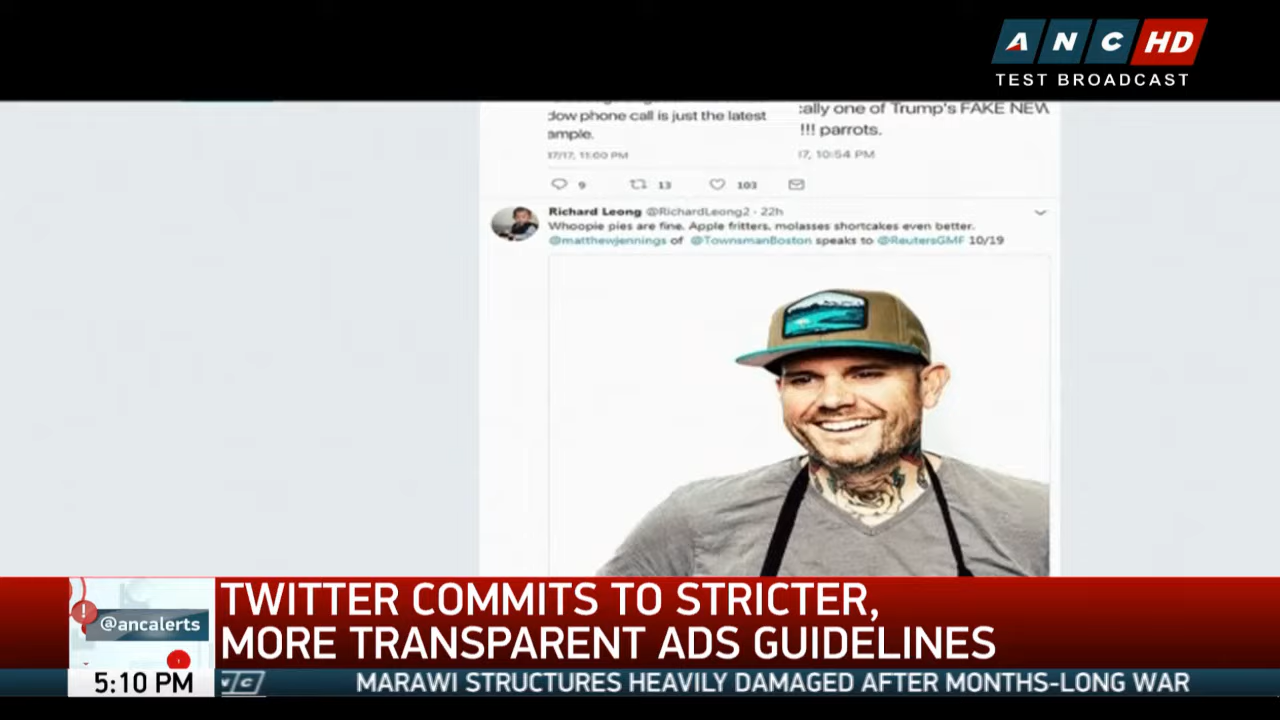 ANC HD
TEST BROADCAST
dow phone call is just the latest
ample.
17/17, 11:00 PM
9 13 103
ally one of Trump's FAKE NEW
!!! parrots.
17, 10:54 PM
Richard Leong @RichardLeong2 · 22h
Whoopie pies are fine. Apple fritters, molasses shortcakes even better.
@matthewjennings of @TownsmanBoston speaks to @ReutersGMF 10/19
TWITTER COMMITS TO STRICTER,
MORE TRANSPARENT ADS GUIDELINES
@ancalerts
5:10 PM
MARAWI STRUCTURES HEAVILY DAMAGED AFTER MONTHS-LONG WAR